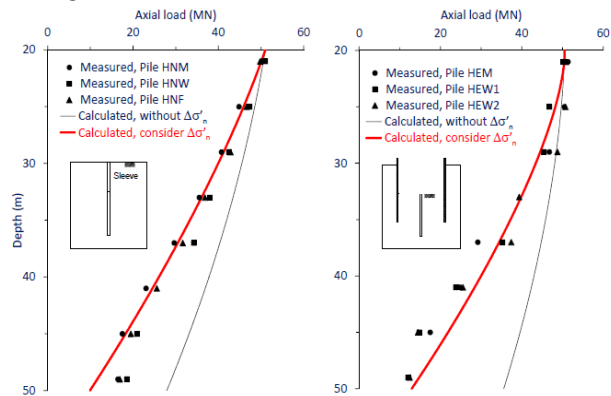 Axial load (MN)
0 20 40 60
20
30
40
50
Depth (m)
Measured, Pile HNM
Measured, Pile HNW
Measured, Pile HNF
Calculated, without Δσ'n
Calculated, consider Δσ'n
Sleeve
Axial load (MN)
0 20 40 60
20
30
40
50
Measured, Pile HEM
Measured, Pile HEW1
Measured, Pile HEW2
Calculated, without Δσ'n
Calculated, consider Δσ'n